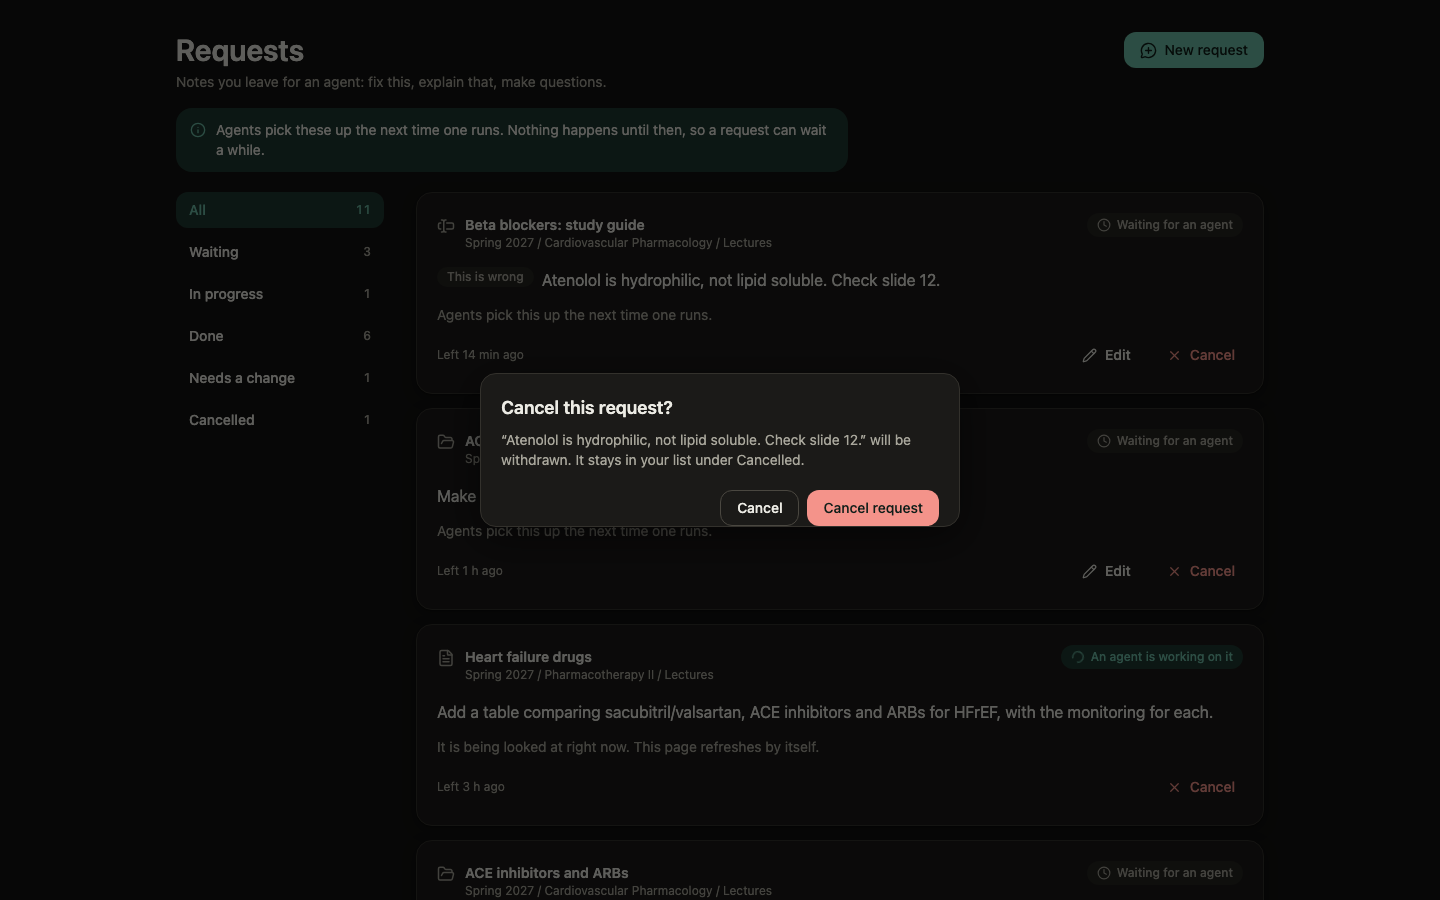 Requests
New request
Notes you leave for an agent: fix this, explain that, make questions.
Agents pick these up the next time one runs. Nothing happens until then, so a request can wait
a while.
All 11
Waiting 3
In progress 1
Done 6
Needs a change 1
Cancelled 1
Beta blockers: study guide
Waiting for an agent
Spring 2027 / Cardiovascular Pharmacology / Lectures
This is wrong Atenolol is hydrophilic, not lipid soluble. Check slide 12.
Agents pick this up the next time one runs.
Left 14 min ago
Edit Cancel
Cancel this request?
“Atenolol is hydrophilic, not lipid soluble. Check slide 12.” will be
withdrawn. It stays in your list under Cancelled.
Cancel Cancel request
Waiting for an agent
Make
Agents pick this up the next time one runs.
Left 1 h ago
Edit Cancel
Heart failure drugs
An agent is working on it
Spring 2027 / Pharmacotherapy II / Lectures
Add a table comparing sacubitril/valsartan, ACE inhibitors and ARBs for HFrEF, with the monitoring for each.
It is being looked at right now. This page refreshes by itself.
Left 3 h ago
Cancel
ACE inhibitors and ARBs
Waiting for an agent
Spring 2027 / Cardiovascular Pharmacology / Lectures